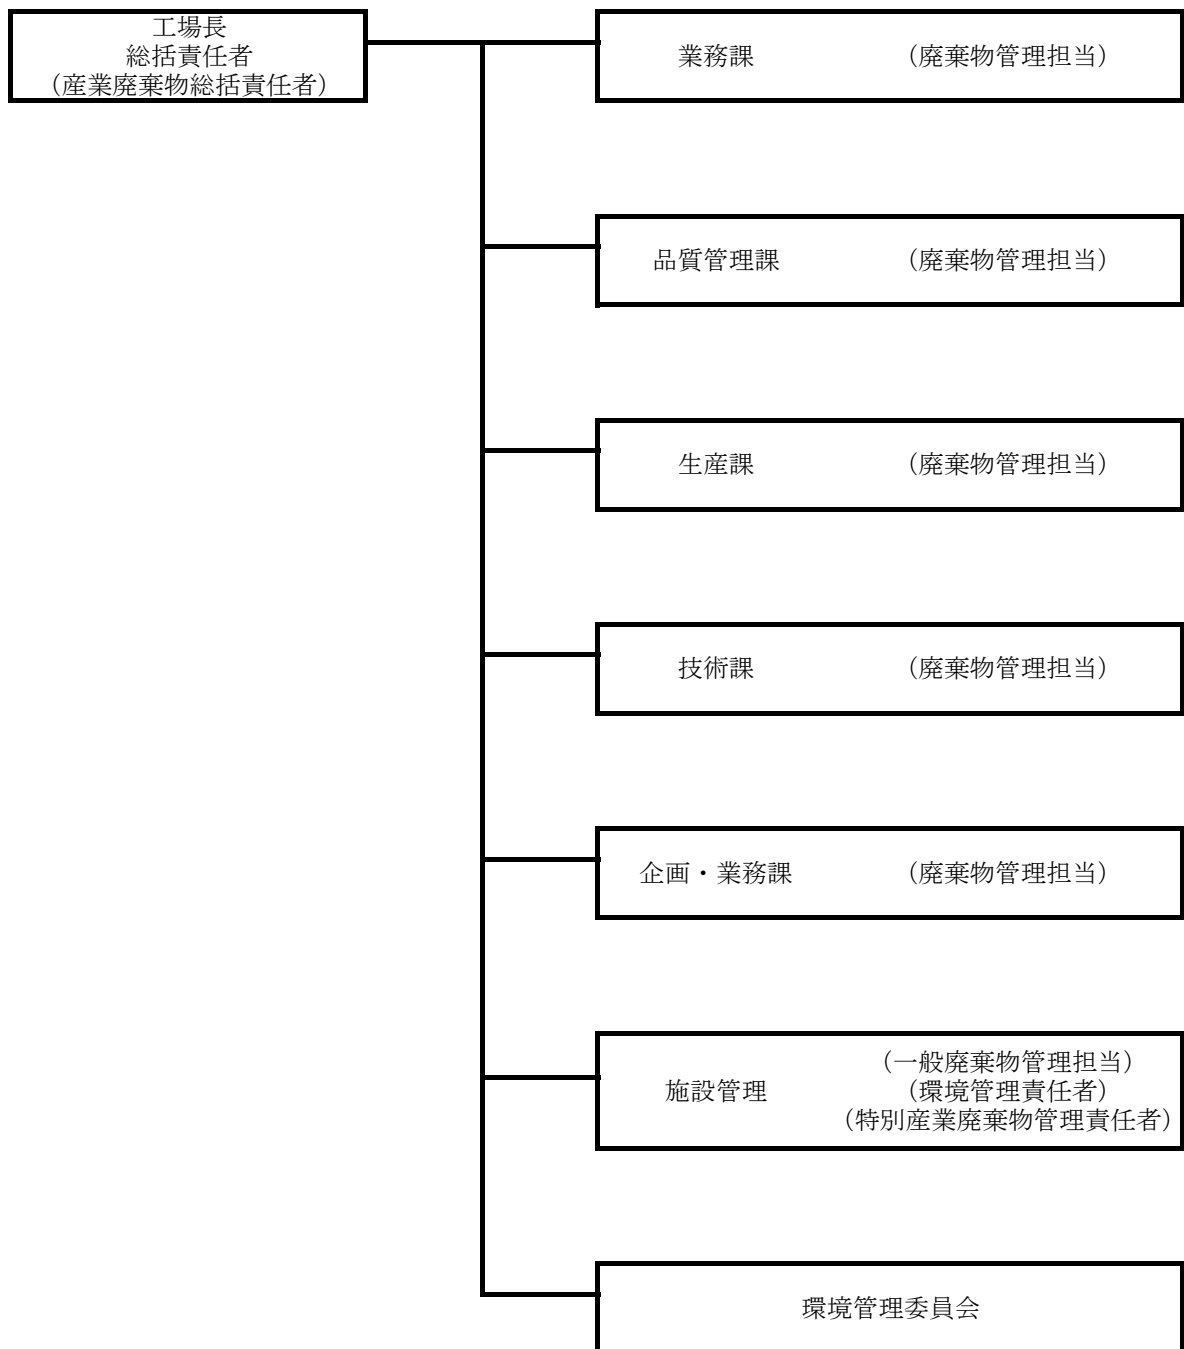 工場長
総括責任者
（産業廃棄物総括責任者）
業務課 （廃棄物管理担当）
品質管理課 （廃棄物管理担当）
生産課 （廃棄物管理担当）
技術課 （廃棄物管理担当）
企画・業務課 （廃棄物管理担当）
施設管理
（一般廃棄物管理担当）
（環境管理責任者）
（特別産業廃棄物管理責任者）
環境管理委員会